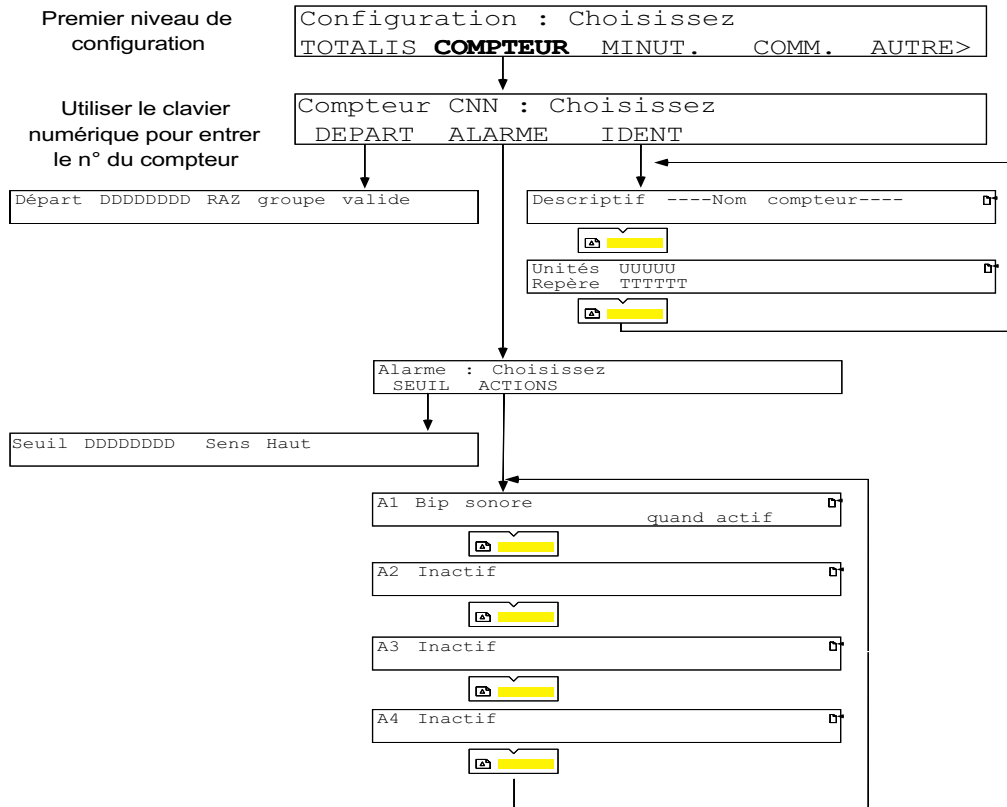 Premier niveau de
configuration
Configuration : Choisissez
TOTALIS COMPTEUR MINUT. COMM. AUTRE>
Utiliser le clavier
numérique pour entrer
le n° du compteur
Compteur CNN : Choisissez
DEPART ALARME IDENT
Départ DDDDDDDD RAZ groupe valide
Descriptif ----Nom compteur----
Unités UUUUU
Repère TTTTTT
Alarme : Choisissez
SEUIL ACTIONS
Seuil DDDDDDDD Sens Haut
A1 Bip sonore
quand actif
A2 Inactif
A3 Inactif
A4 Inactif